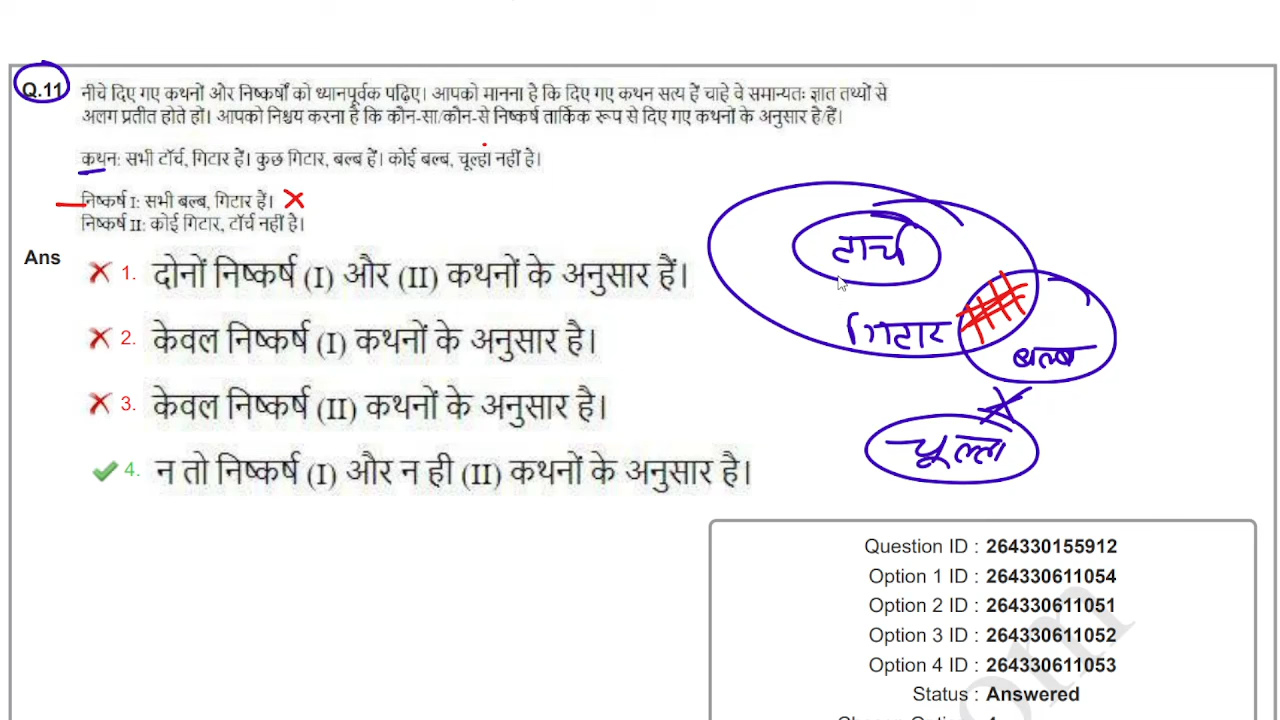 Q.11 नीचे दिए गए कथनों और निष्कर्षों को ध्यानपूर्वक पढ़िए। आपको मानना है कि दिए गए कथन सत्य हैं चाहे वे समान्यतः ज्ञात तथ्यों से
अलग प्रतीत होते हों। आपको निश्चय करना है कि कौन-सा/कौन-से निष्कर्ष तार्किक रूप से दिए गए कथनों के अनुसार है/हैं।
कथन: सभी टॉर्च, गिटार हैं। कुछ गिटार, बल्ब हैं। कोई बल्ब, चूल्हा नहीं है।
निष्कर्ष I: सभी बल्ब, गिटार हैं।
निष्कर्ष II: कोई गिटार, टॉर्च नहीं है।
Ans
1. दोनों निष्कर्ष (I) और (II) कथनों के अनुसार हैं।
2. केवल निष्कर्ष (I) कथनों के अनुसार है।
3. केवल निष्कर्ष (II) कथनों के अनुसार है।
4. न तो निष्कर्ष (I) और न ही (II) कथनों के अनुसार है।
टार्च
गिटार
बल्ब
Question ID : 264330155912
Option 1 ID : 264330611054
Option 2 ID : 264330611051
Option 3 ID : 264330611052
Option 4 ID : 264330611053
Status : Answered
om